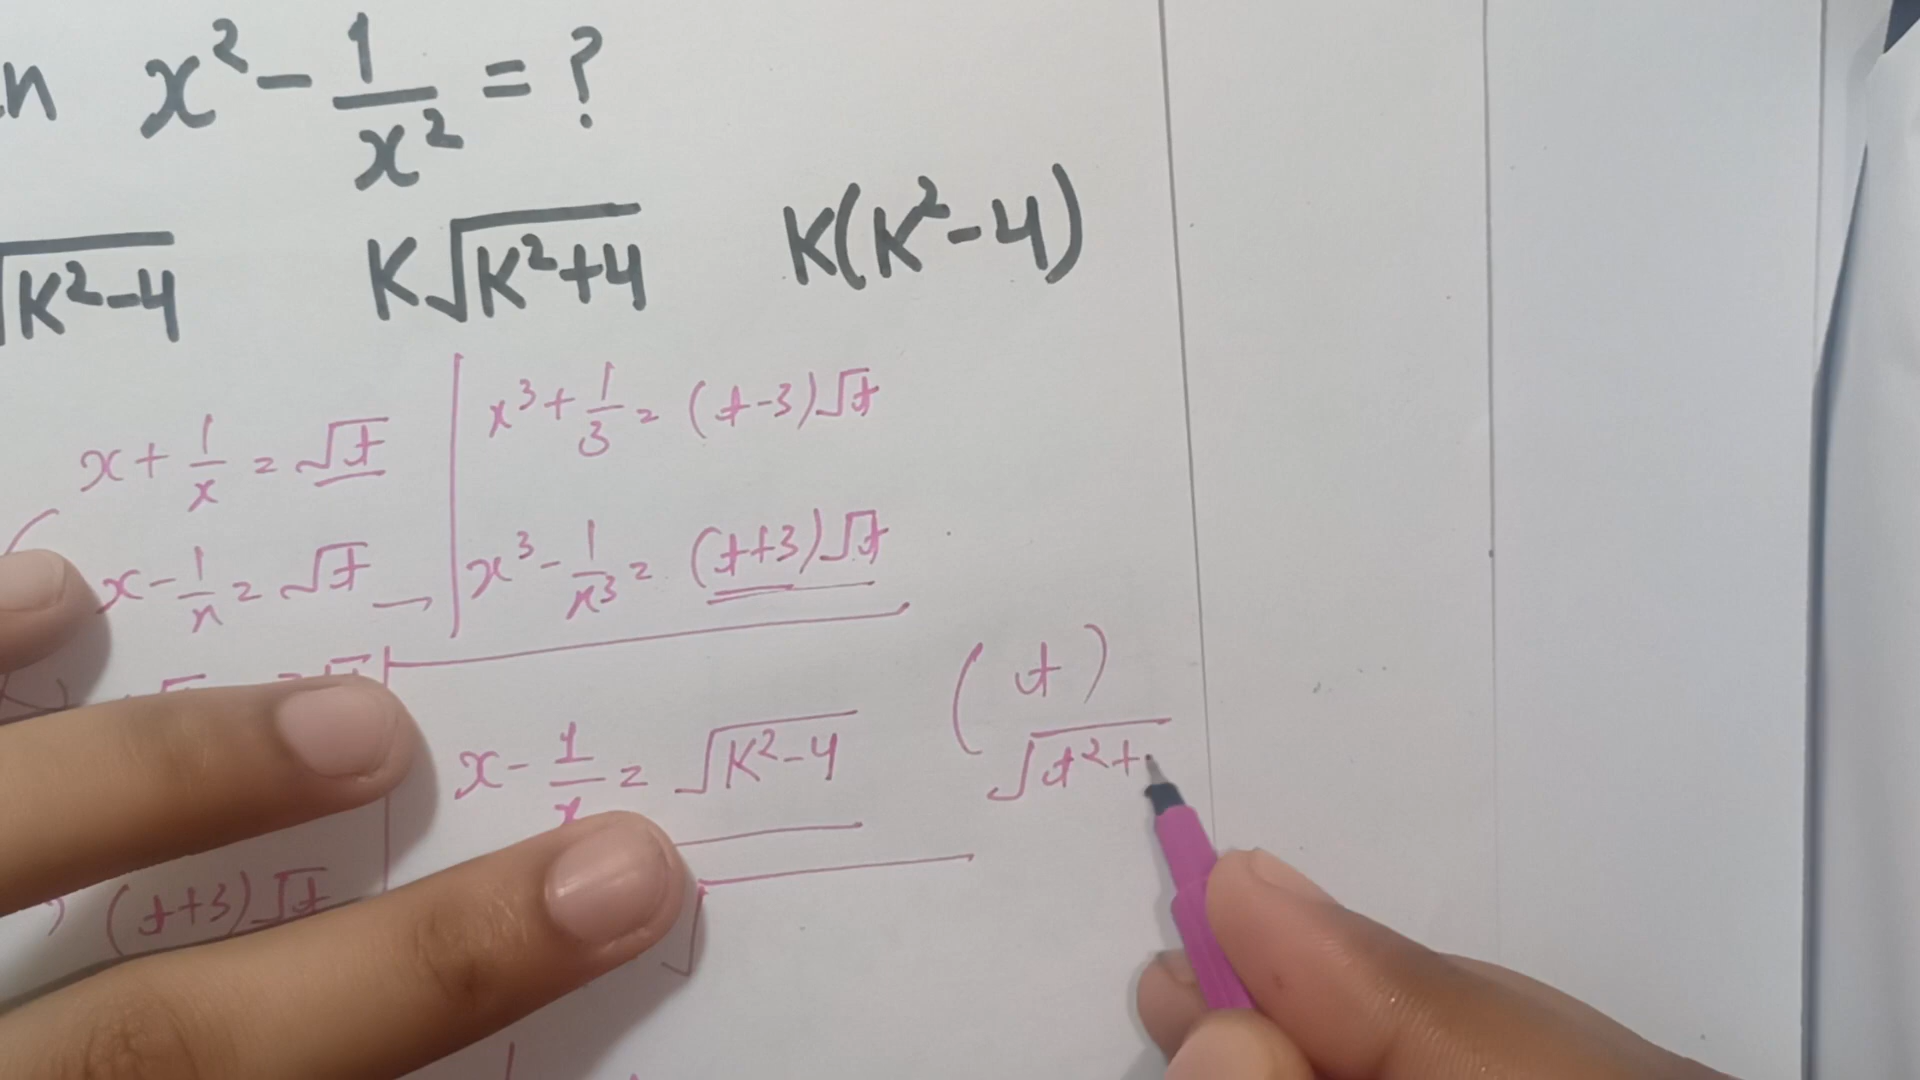 n x² - 1/x² = ?
√K²-4 K√K²+4 K(K²-4)
x + 1/x = √t
x³ + 1/3 = (t-3)√t
x - 1/x = √t
x³ - 1/x³ = (t+3)√t
(t)
x - 1/x = √K²-4
√t²+
(t+3)√t